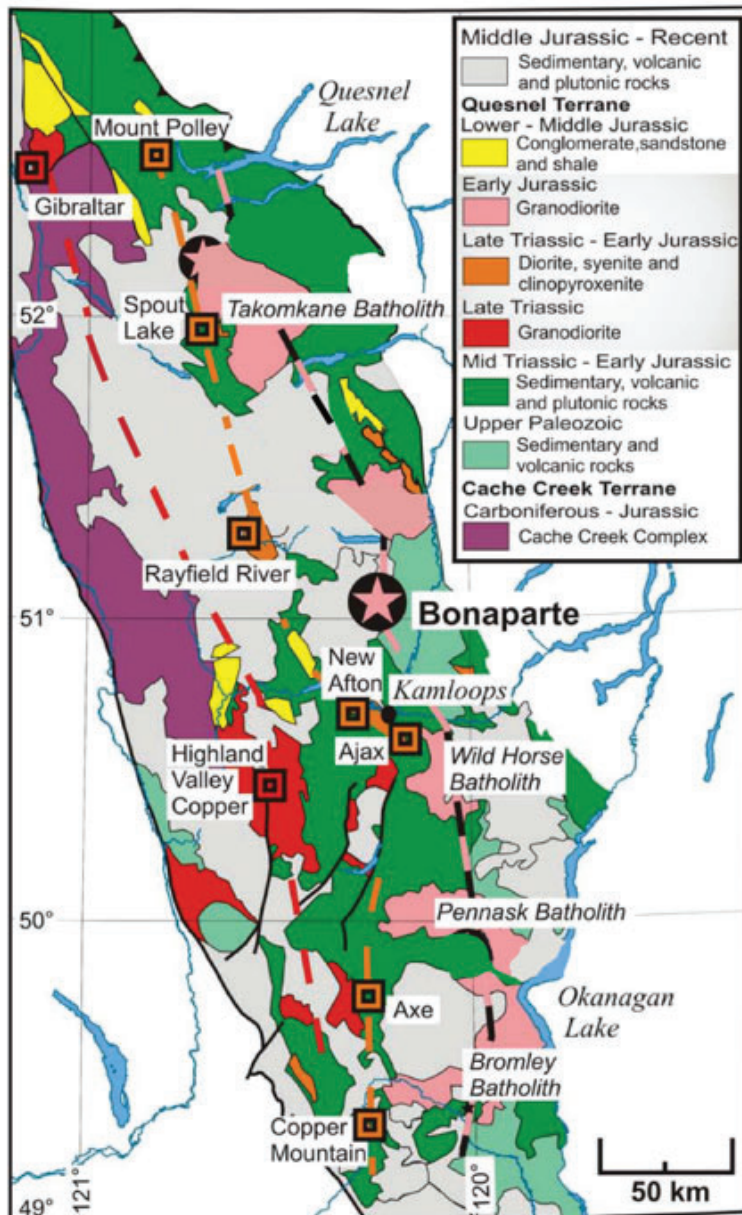 Middle Jurassic - Recent
Sedimentary, volcanic
and plutonic rocks
Quesnel Terrane
Lower - Middle Jurassic
Conglomerate,sandstone
and shale
Early Jurassic
Granodiorite
Late Triassic - Early Jurassic
Diorite, syenite and
clinopyroxenite
Late Triassic
Granodiorite
Mid Triassic - Early Jurassic
Sedimentary, volcanic
and plutonic rocks
Upper Paleozoic
Sedimentary and
volcanic rocks
Cache Creek Terrane
Carboniferous - Jurassic
Cache Creek Complex
Quesnel
Lake
Mount Polley
Gibraltar
52°
Spout
Lake
Takomkane Batholith
Rayfield River
51°
Bonaparte
New
Afton
Kamloops
Ajax
Highland
Valley
Copper
Wild Horse
Batholith
50°
Pennask Batholith
Axe
Okanagan
Lake
Bromley
Batholith
Copper
Mountain
49°
121°
120°
50 km